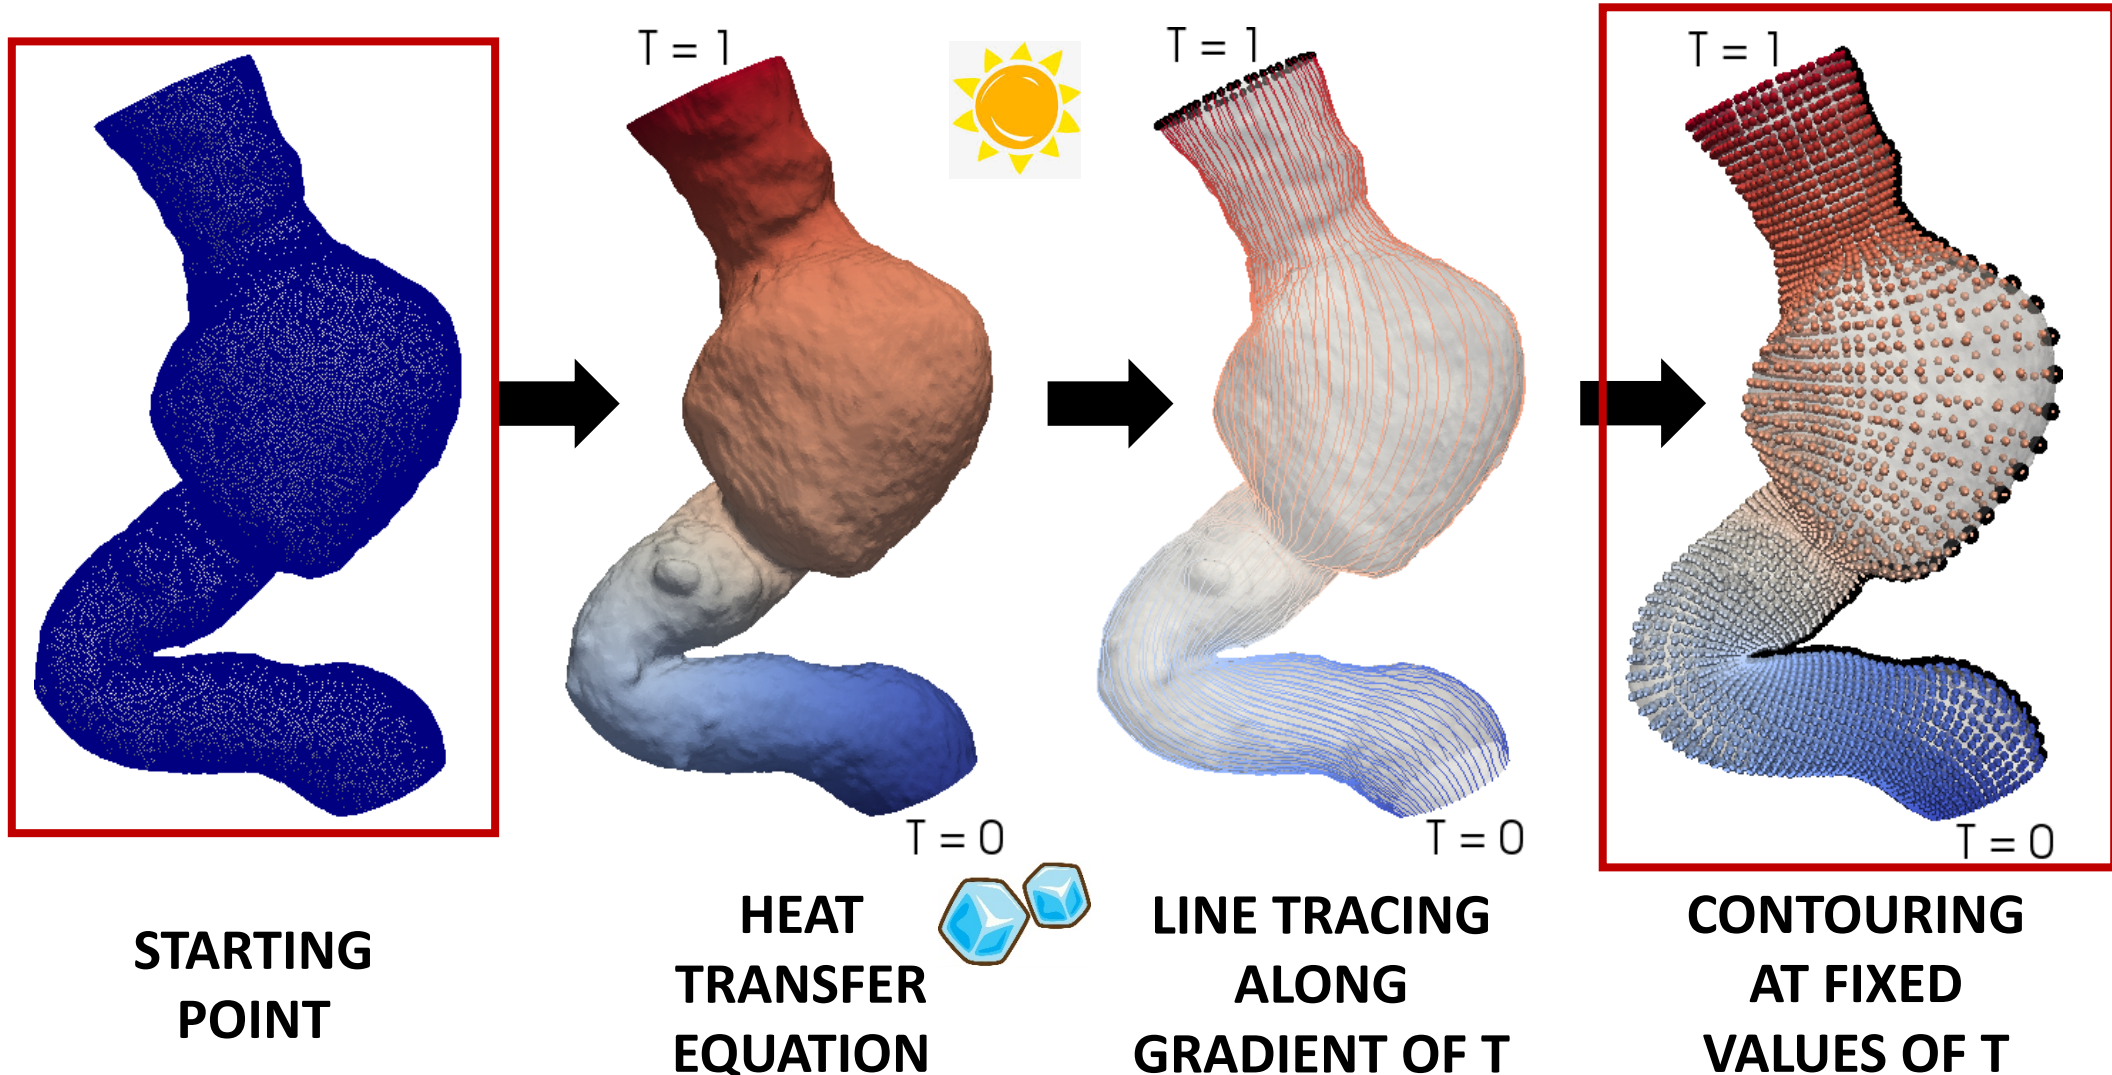 T = 1
T = 1
T = 1
T = 0
T = 0
T = 0
STARTING
POINT
HEAT
TRANSFER
EQUATION
LINE TRACING
ALONG
GRADIENT OF T
CONTOURING
AT FIXED
VALUES OF T